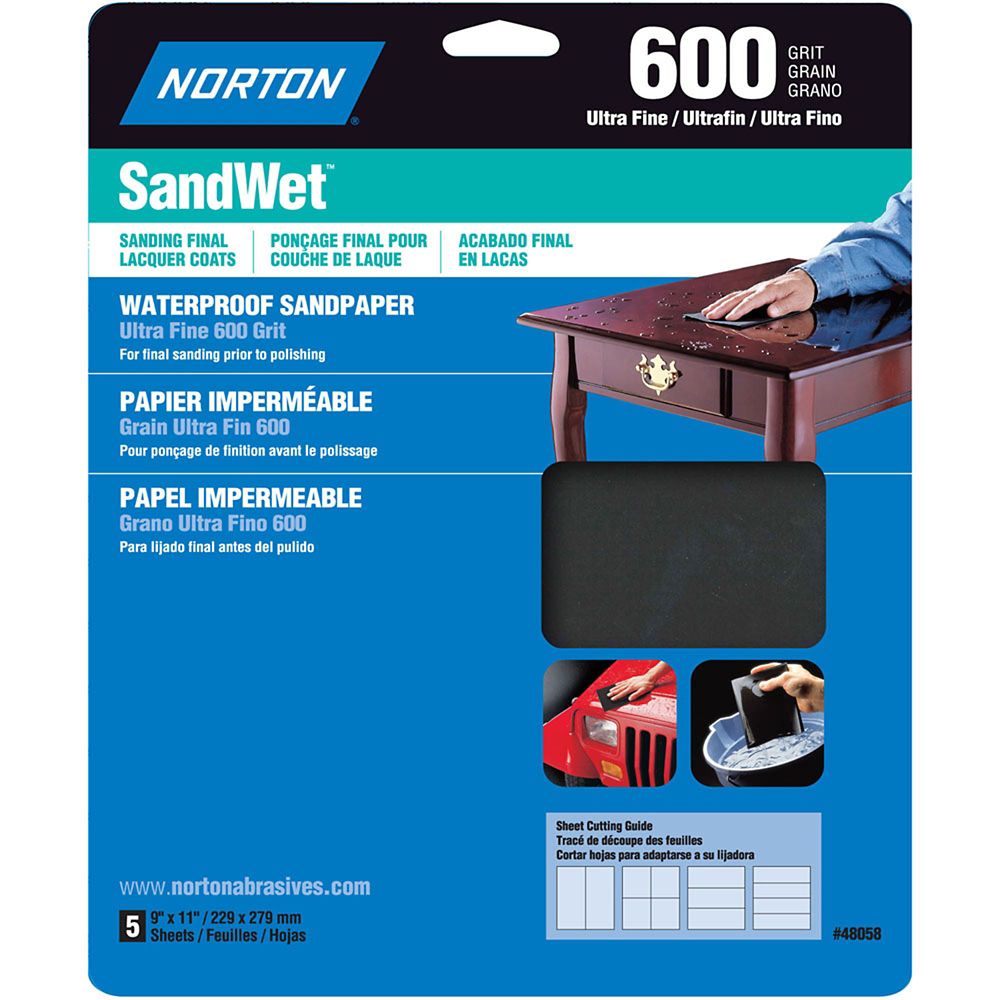 NORTON®
600
GRIT
GRAIN
GRANO
Ultra Fine / Ultrafin / Ultra Fino
SandWet™
SANDING FINAL
LACQUER COATS
PONÇAGE FINAL POUR
COUCHE DE LAQUE
ACABADO FINAL
EN LACAS
WATERPROOF SANDPAPER
Ultra Fine 600 Grit
For final sanding prior to polishing
PAPIER IMPERMÉABLE
Grain Ultra Fin 600
Pour ponçage de finition avant le polissage
PAPEL IMPERMEABLE
Grano Ultra Fino 600
Para lijado final antes del pulido
Sheet Cutting Guide
Tracé de découpe des feuilles
Cortar hojas para adaptarse a su lijadora
www.nortonabrasives.com
5
9" x 11" / 229 x 279 mm
Sheets / Feuilles / Hojas
#48058